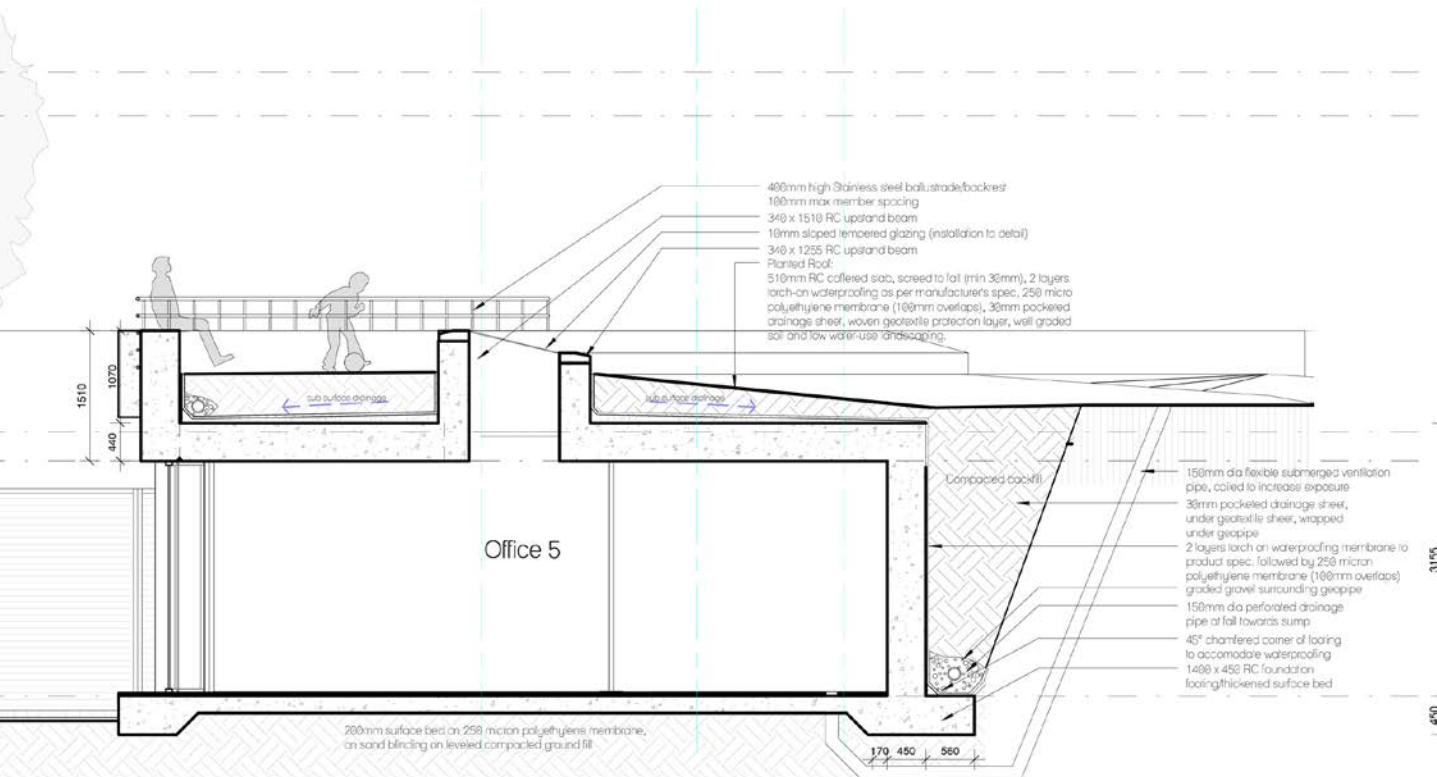 400mm high Stainless steel ballustrade/backrest
100mm max member spacing
340 x 1510 RC upstand beam
10mm sloped tempered glazing (installation to detail)
340 x 1255 RC upstand beam
Planted Roof:
510mm RC coffered slab, screed to fall (min 30mm), 2 layers
torch-on waterproofing as per manufacturer's spec, 250 micro
polyethylene membrane (100mm overlaps), 30mm pocketed
drainage sheet, woven geotextile protection layer, well graded
soil and low water-use landscaping.
1510
1070
440
sub surface drainage
sub surface drainage
Compacted backfill
Office 5
150mm dia flexible submerged ventilation
pipe, coiled to increase exposure
30mm pocketed drainage sheet,
under geotextile sheet, wrapped
under geopipe
2 layers torch on waterproofing membrane to
product spec. followed by 250 micron
polyethylene membrane (100mm overlaps)
graded gravel surrounding geopipe
150mm dia perforated drainage
pipe at fall towards sump
45° chamfered corner of footing
to accomodate waterproofing
1400 x 450 RC foundation
footing/thickened surface bed
3155
450
200mm surface bed on 250 micron polyethylene membrane,
on sand blinding on leveled compacted ground fill
170 450 560